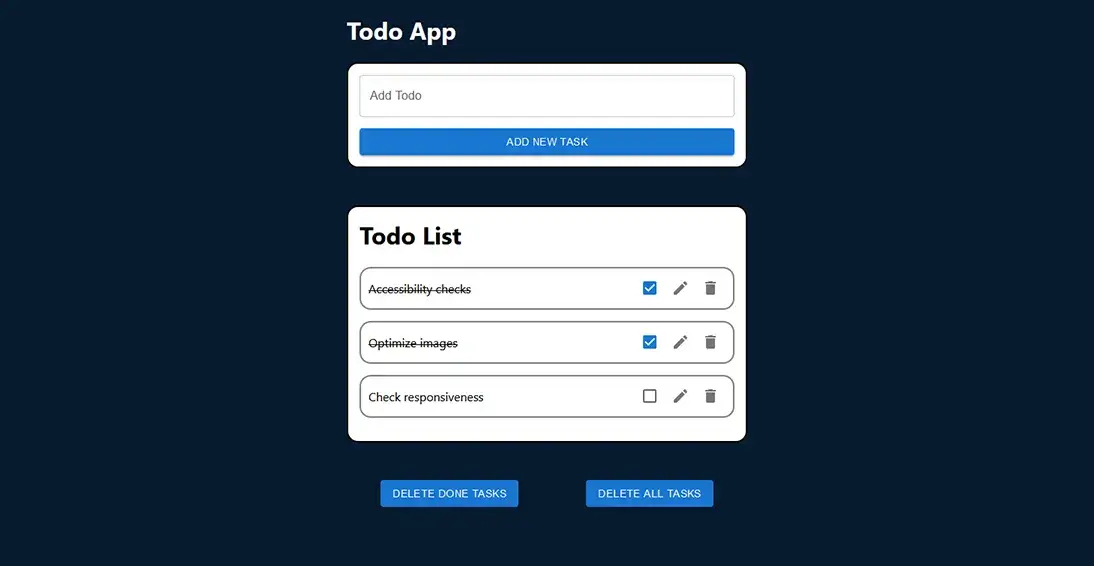 Todo App
Add Todo
ADD NEW TASK
Todo List
Accessibility checks
Optimize images
Check responsiveness
DELETE DONE TASKS
DELETE ALL TASKS